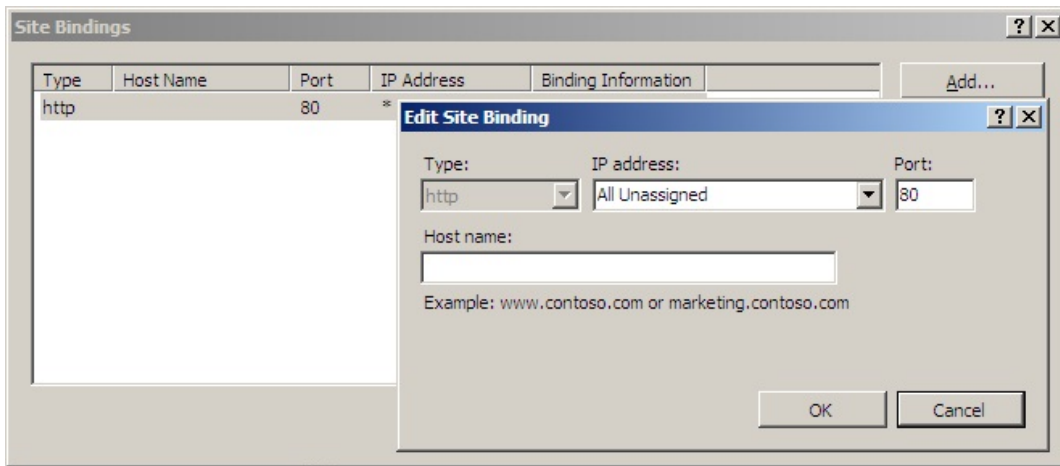 Site Bindings
Type Host Name Port IP Address Binding Information
Add...
http 80 *
Edit Site Binding
Type: IP address: Port:
http All Unassigned 80
Host name:
Example: www.contoso.com or marketing.contoso.com
OK Cancel